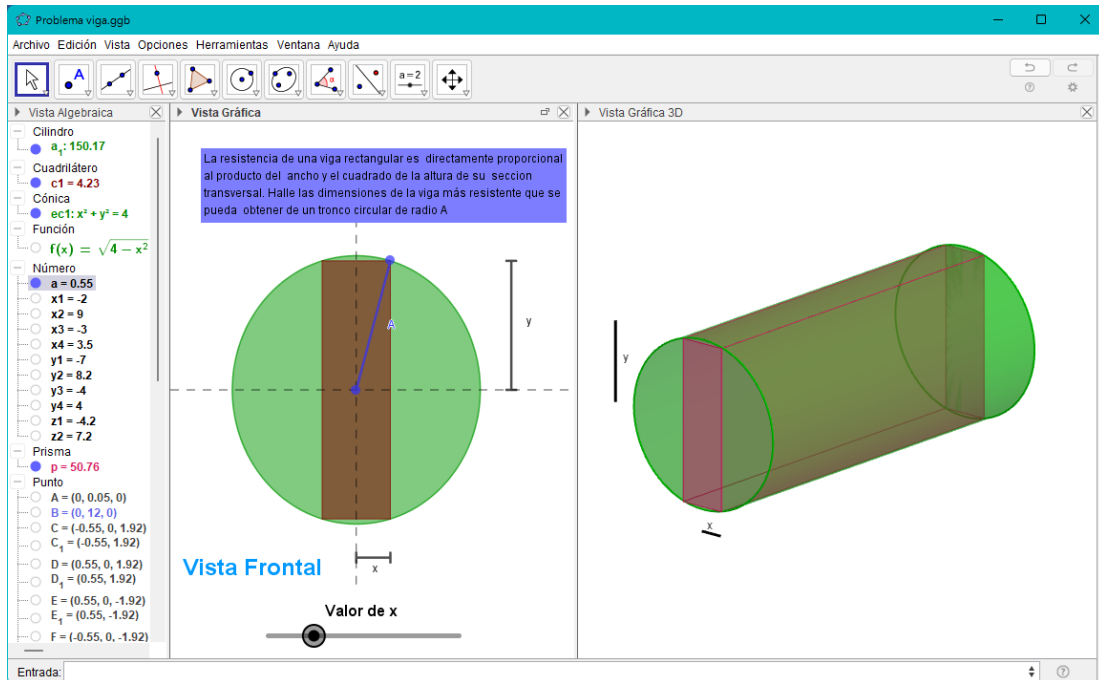 Problema viga.ggb
Archivo Edición Vista Opciones Herramientas Ventana Ayuda
A
α
a = 2
Vista Algebraica
Cilindro
a₁: 150.17
Cuadrilátero
c1 = 4.23
Cónica
ec1: x² + y² = 4
Función
f(x) = √4 − x²
Número
a = 0.55
x1 = -2
x2 = 9
x3 = -3
x4 = 3.5
y1 = -7
y2 = 8.2
y3 = -4
y4 = 4
z1 = -4.2
z2 = 7.2
Prisma
p = 50.76
Punto
A = (0, 0.05, 0)
B = (0, 12, 0)
C = (-0.55, 0, 1.92)
C₁ = (-0.55, 1.92)
D = (0.55, 0, 1.92)
D₁ = (0.55, 1.92)
E = (0.55, 0, -1.92)
E₁ = (0.55, -1.92)
F = (-0.55, 0, -1.92)
Vista Gráfica
La resistencia de una viga rectangular es directamente proporcional
al producto del ancho y el cuadrado de la altura de su seccion
transversal. Halle las dimensiones de la viga más resistente que se
pueda obtener de un tronco circular de radio A
A
y
x
Vista Frontal
Valor de x
Vista Gráfica 3D
y
x
Entrada: